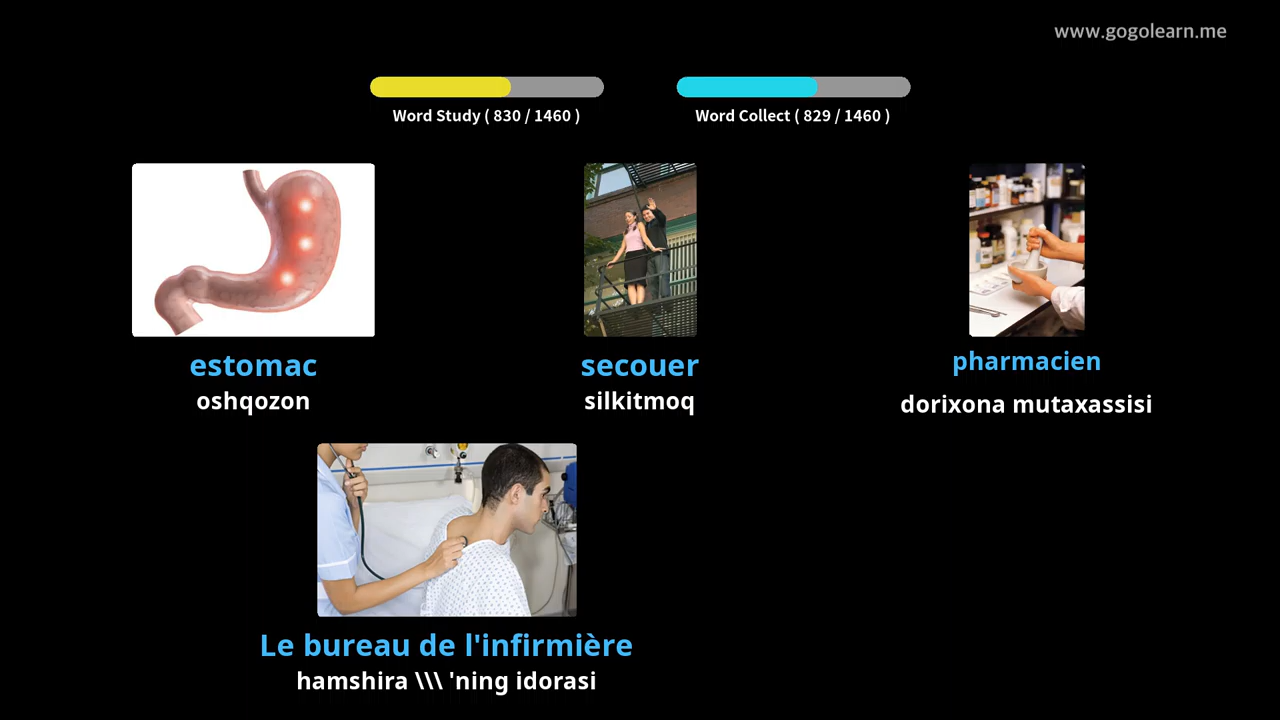 www.gogolearn.me
Word Study ( 830 / 1460 )
Word Collect ( 829 / 1460 )
estomac
oshqozon
secouer
silkitmoq
pharmacien
dorixona mutaxassisi
Le bureau de l'infirmière
hamshira \\\ 'ning idorasi